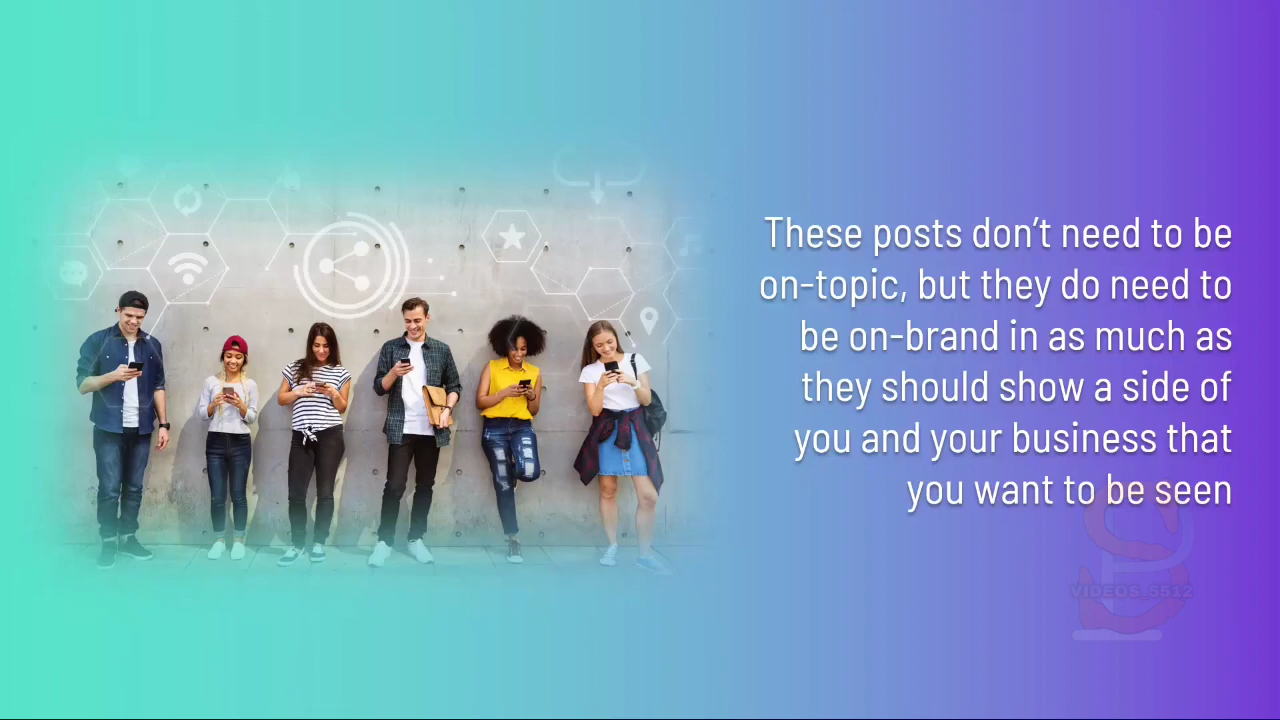 These posts don’t need to be
on-topic, but they do need to
be on-brand in as much as
they should show a side of
you and your business that
you want to be seen
VIDEOS_5512